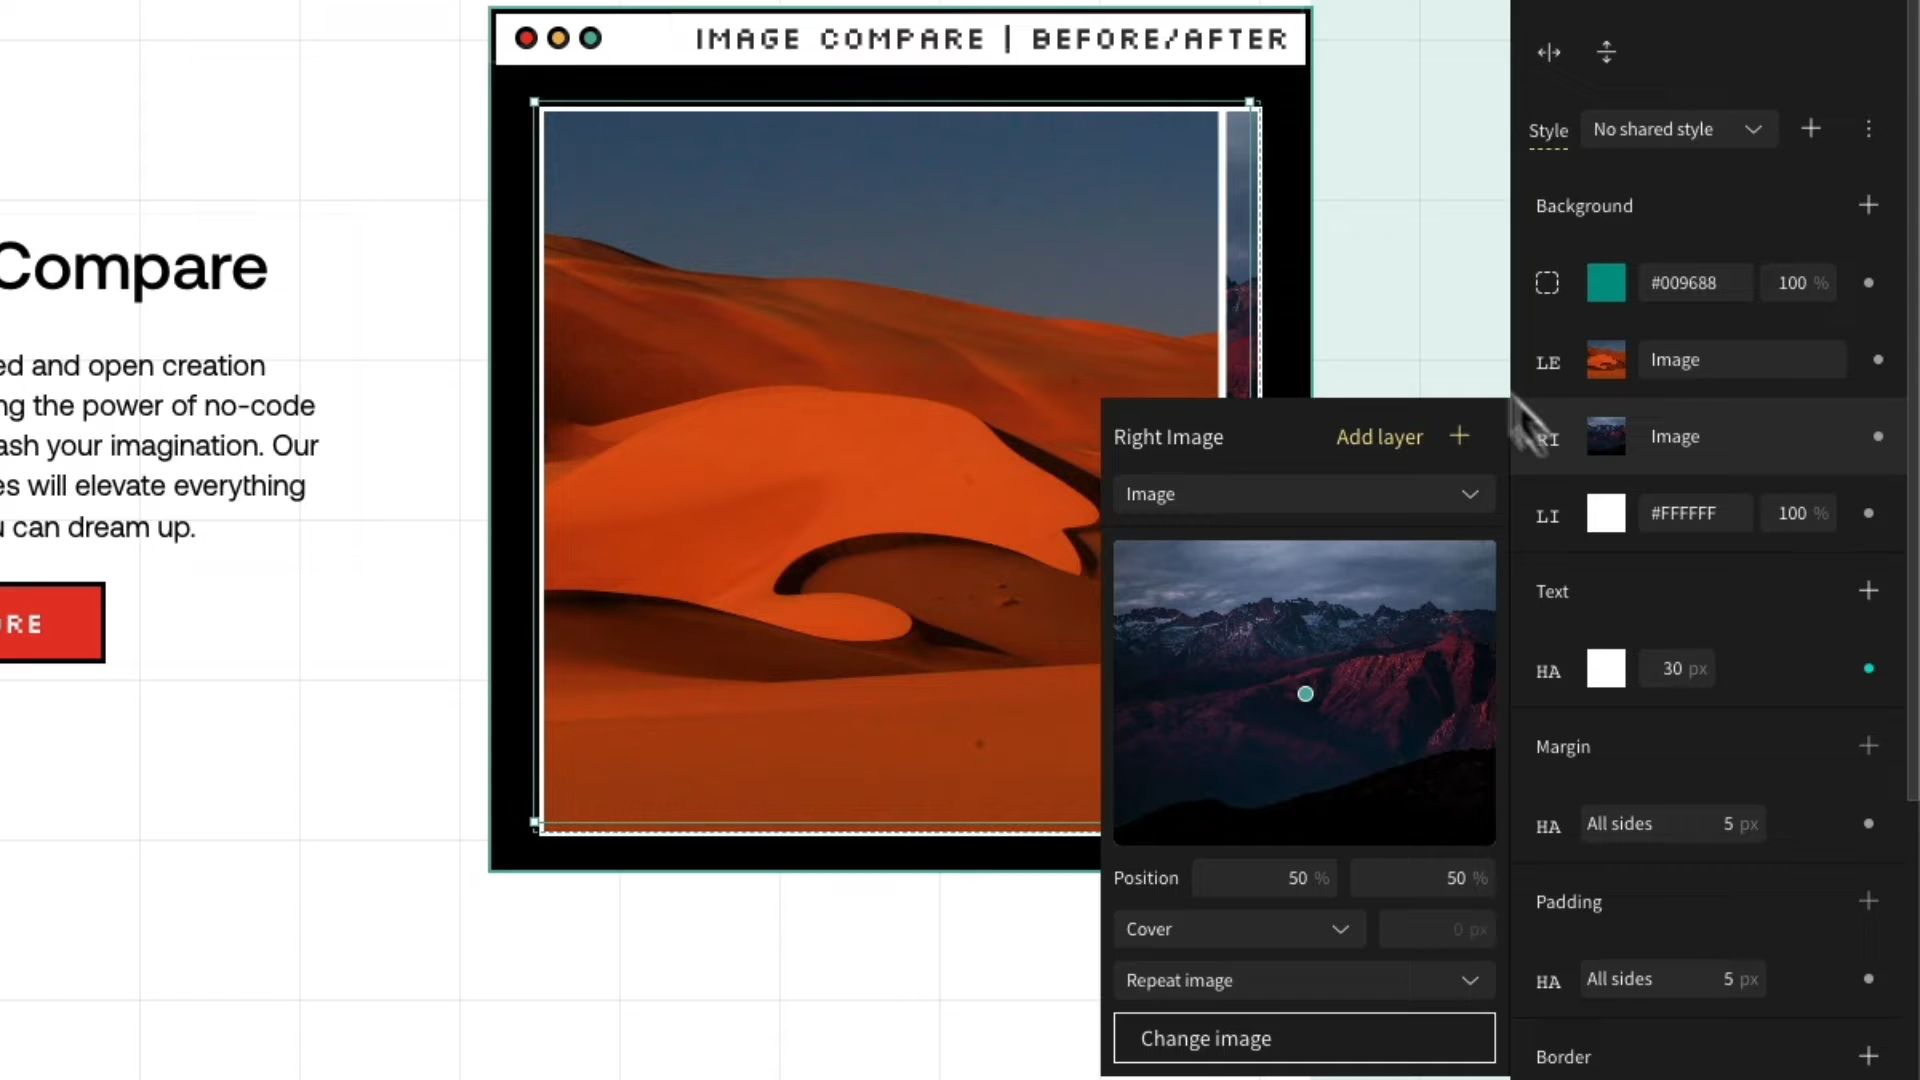 IMAGE COMPARE | BEFORE/AFTER
Compare
ed and open creation
ng the power of no-code
ash your imagination. Our
es will elevate everything
u can dream up.
ORE
Style
No shared style
Background
#009688
100 %
LE
Image
RI
Image
LI
#FFFFFF
100 %
Text
HA
30 px
Margin
HA
All sides
5 px
Padding
HA
All sides
5 px
Border
Right Image
Add layer
Image
Position
50 %
50 %
Cover
0 px
Repeat image
Change image